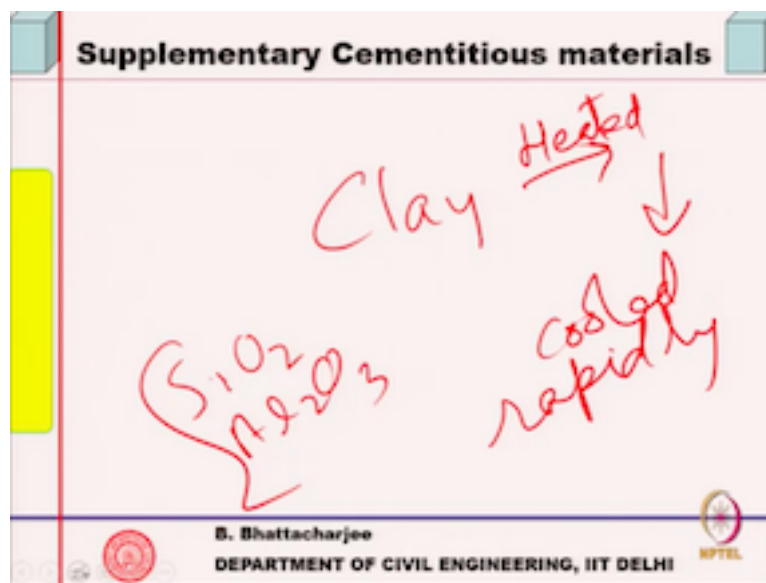 Supplementary Cementitious materials
Heated
Clay
cooled
rapidly
SiO2
Al2O3
B. Bhattacharjee
DEPARTMENT OF CIVIL ENGINEERING, IIT DELHI
NPTEL